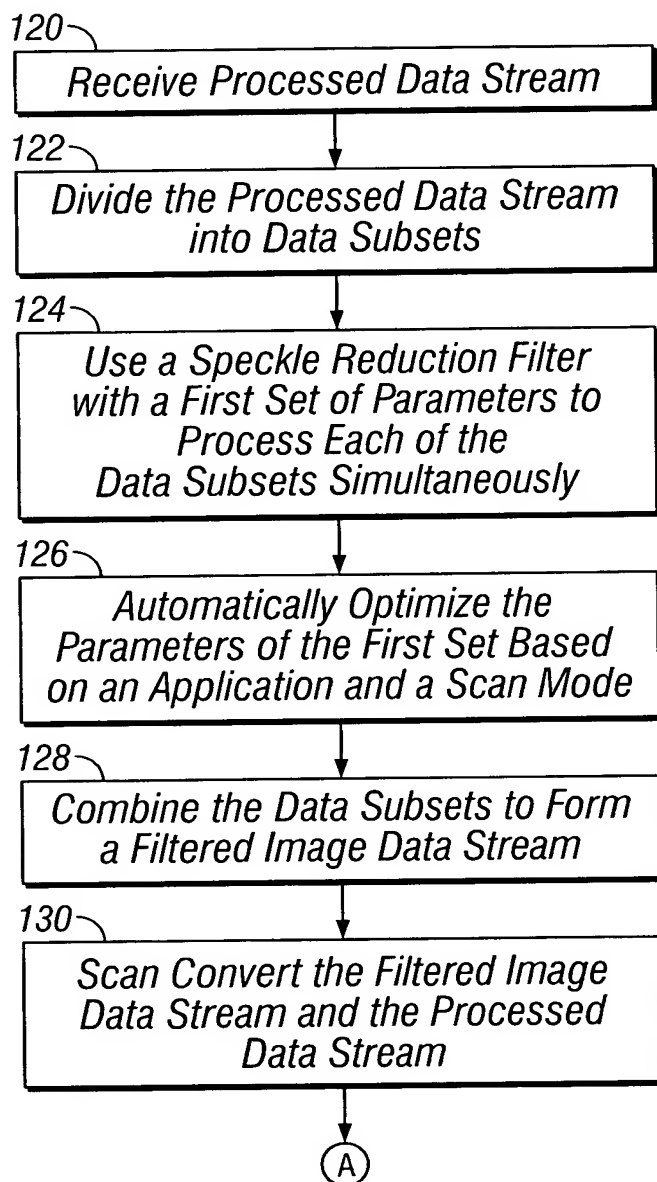 120
Receive Processed Data Stream
122
Divide the Processed Data Stream
into Data Subsets
124
Use a Speckle Reduction Filter
with a First Set of Parameters to
Process Each of the
Data Subsets Simultaneously
126
Automatically Optimize the
Parameters of the First Set Based
on an Application and a Scan Mode
128
Combine the Data Subsets to Form
a Filtered Image Data Stream
130
Scan Convert the Filtered Image
Data Stream and the Processed
Data Stream
A